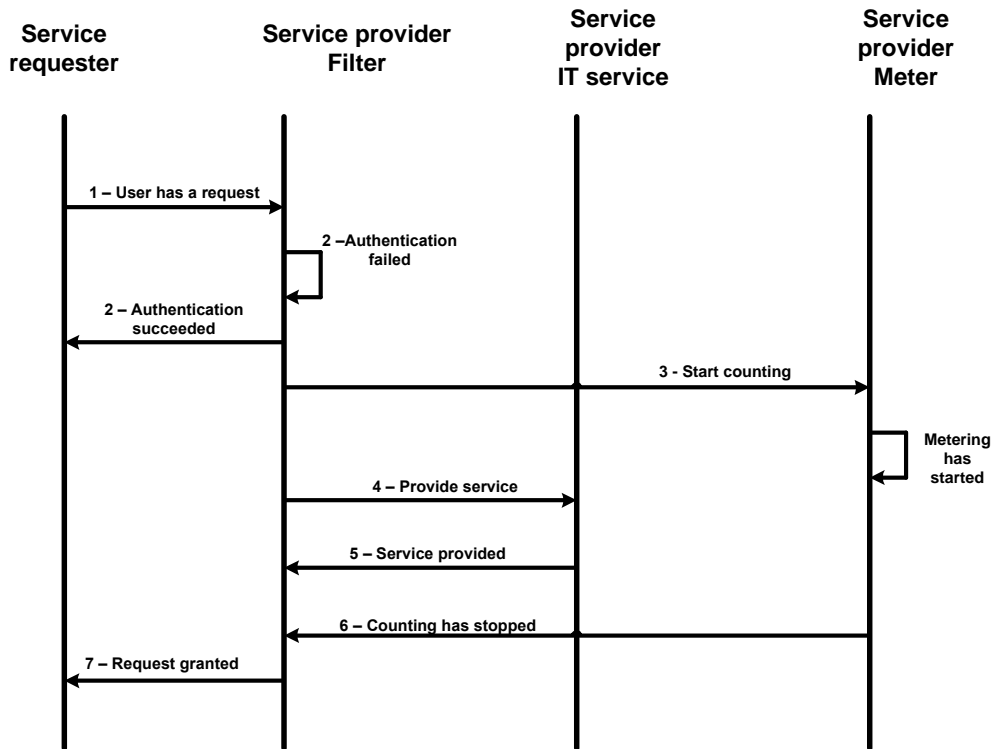 Service
requester
Service provider
Filter
Service
provider
IT service
Service
provider
Meter
1 – User has a request
2 –Authentication
failed
2 – Authentication
succeeded
3 - Start counting
Metering
has
started
4 – Provide service
5 – Service provided
6 – Counting has stopped
7 – Request granted